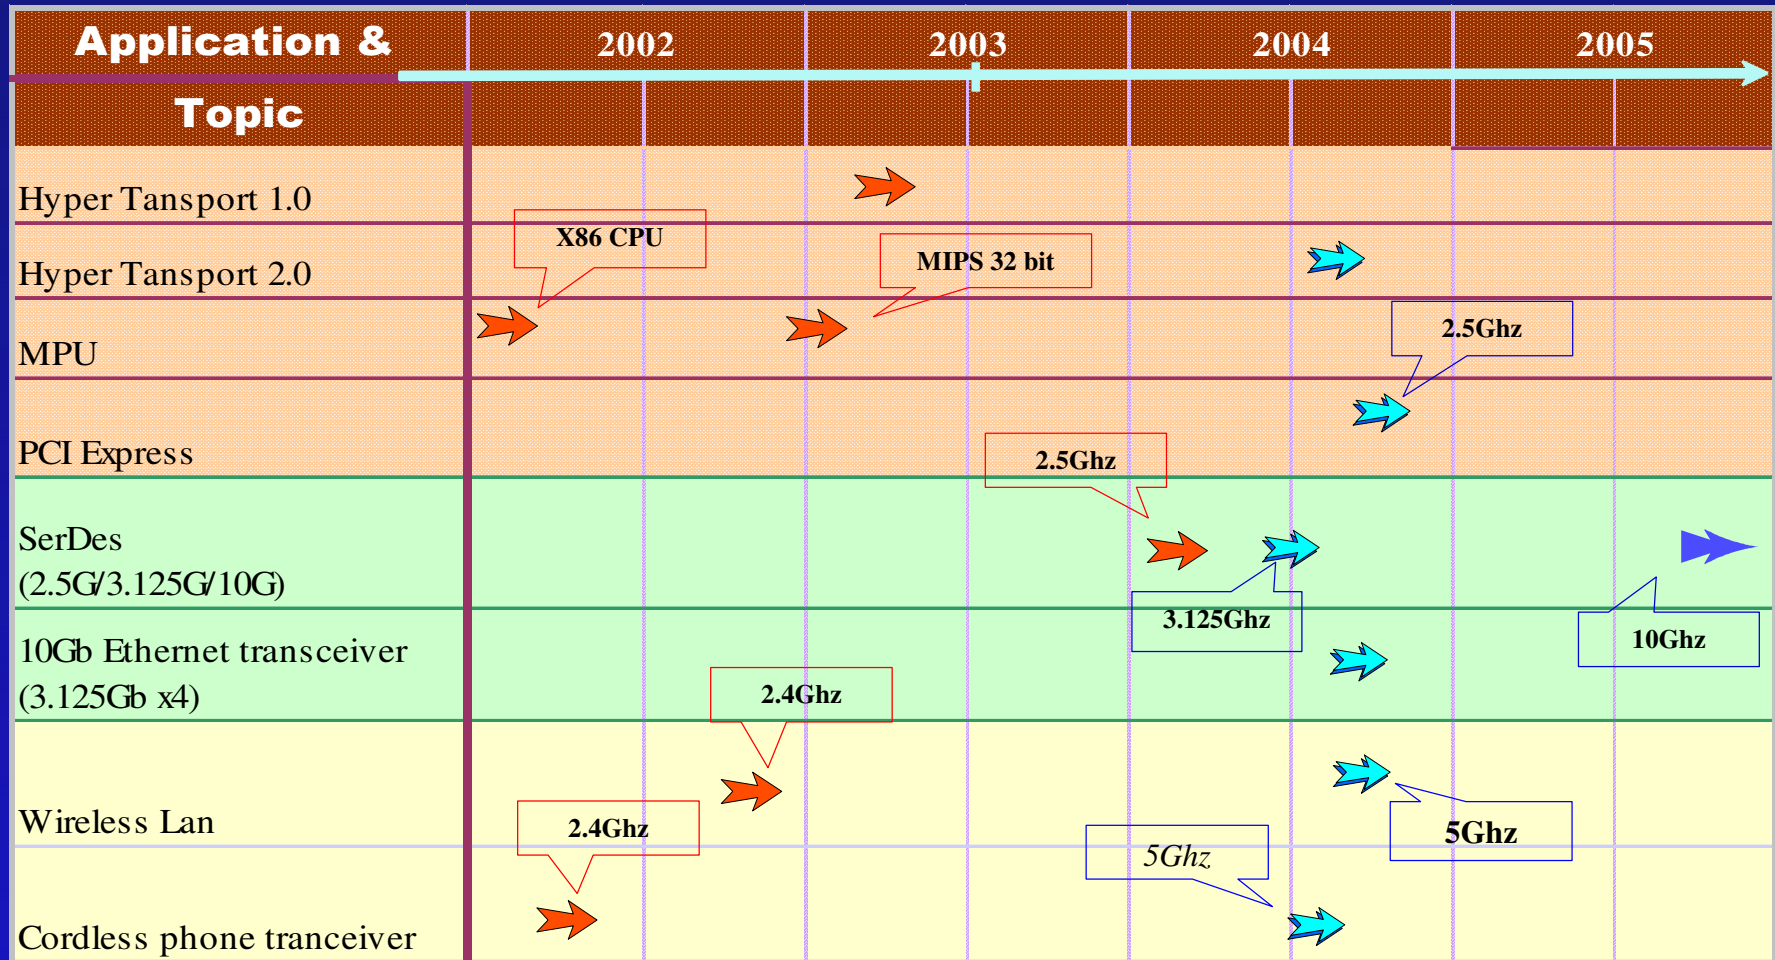 Application &
2002
2003
2004
2005
Topic
Hyper Tansport 1.0
X86 CPU
MIPS 32 bit
Hyper Tansport 2.0
2.5Ghz
MPU
PCI Express
2.5Ghz
SerDes
(2.5G/3.125G/10G)
3.125Ghz
10Ghz
10Gb Ethernet transceiver
(3.125Gb x4)
2.4Ghz
Wireless Lan
2.4Ghz
5Ghz
5Ghz
Cordless phone tranceiver